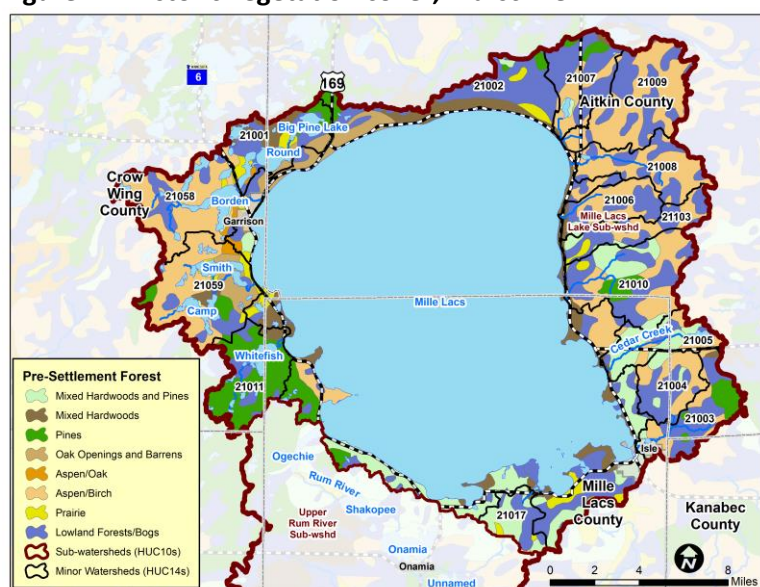 6
169
21002
21007
21009
Aitkin County
Big Pine Lake
21001
Round
21008
Crow
Wing
County
21058
Borden
21006
21103
Garrison
Mille Lacs
Lake Sub-wshd
Smith
21059
21010
Camp
Mille Lacs
Cedar Creek
21005
Whitefish
21011
21004
21003
Isle
Pre-Settlement Forest
Mixed Hardwoods and Pines
Mixed Hardwoods
Pines
Oak Openings and Barrens
Aspen/Oak
Aspen/Birch
Prairie
Lowland Forests/Bogs
Sub-watersheds (HUC10s)
Minor Watersheds (HUC14s)
Ogechie
Rum River
Shakopee
Upper
Rum River
Sub-wshd
Onamia
Onamia
Unnamed
21017
Mille
Lacs
County
Kanabec
County
N
0 2 4 8
Miles